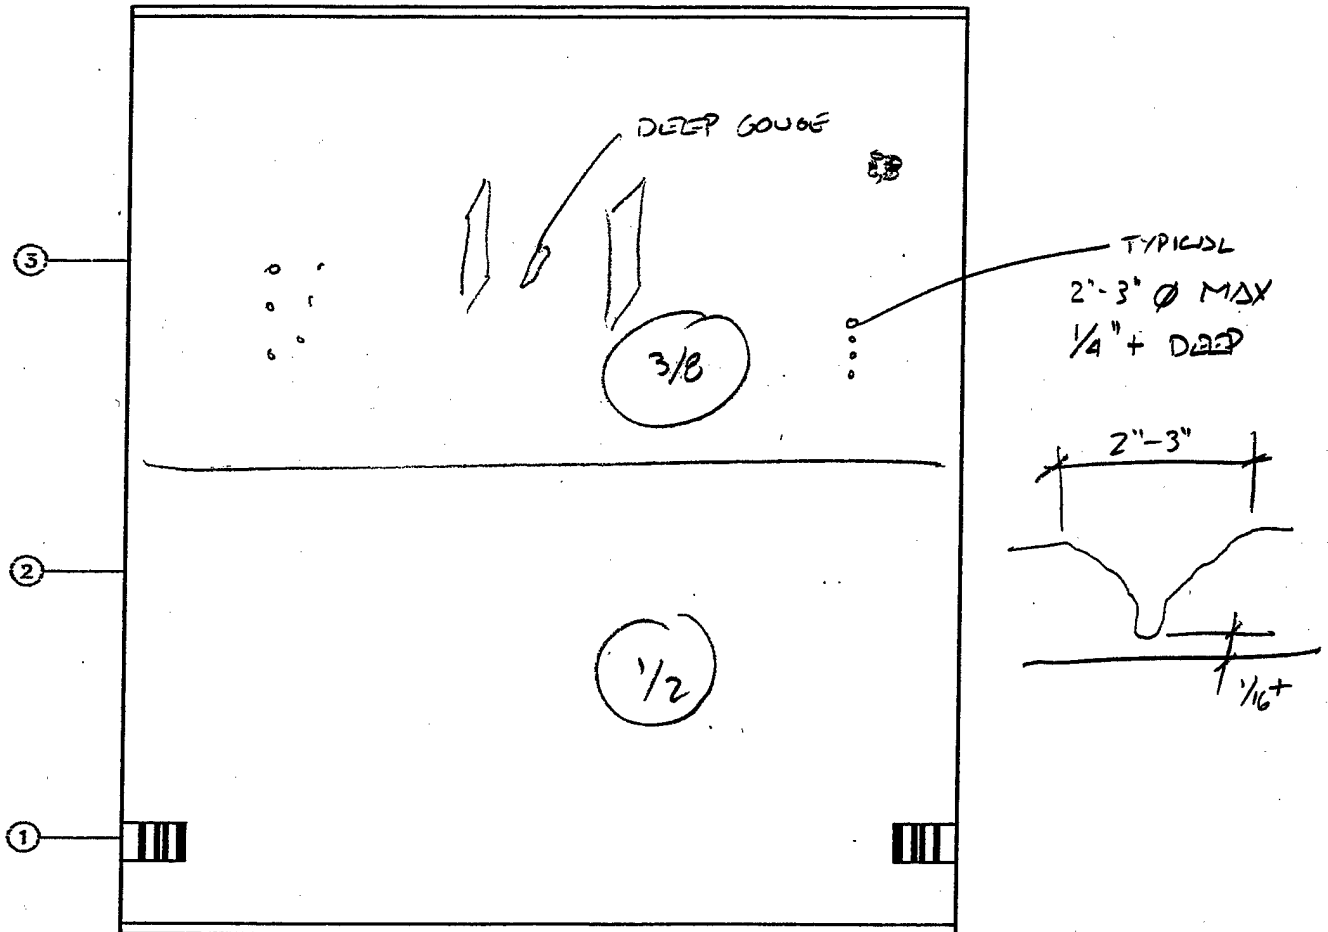 DEEP GOUGE
TYPICAL
2"-3" Ø MAX
1/4"+ DEEP
3
3/8
2"-3"
2
1/2
1/16+
1